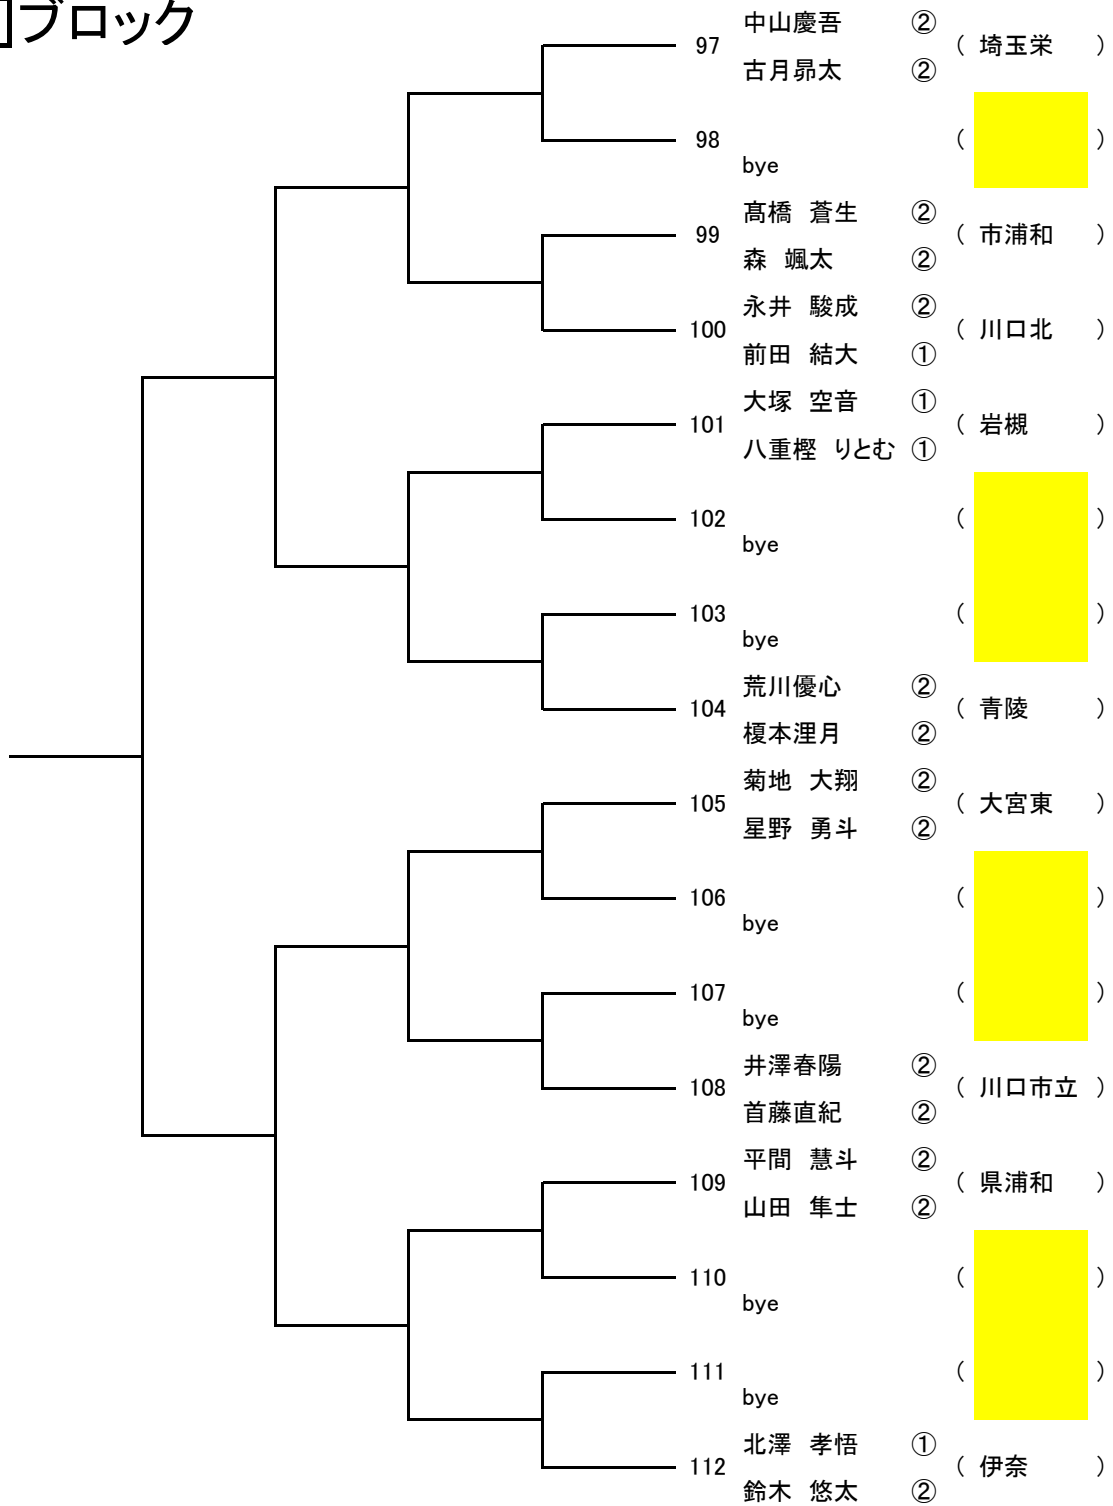 ブロック
中山慶吾 ②
97 ( 埼玉栄 )
古月昴太 ②
98 ( )
bye
髙橋 蒼生 ②
99 ( 市浦和 )
森 颯太 ②
永井 駿成 ②
100 ( 川口北 )
前田 結大 ①
大塚 空音 ①
101 ( 岩槻 )
八重樫 りとむ ①
102 ( )
bye
103 ( )
bye
荒川優心 ②
104 ( 青陵 )
榎本浬月 ②
菊地 大翔 ②
105 ( 大宮東 )
星野 勇斗 ②
106 ( )
bye
107 ( )
bye
井澤春陽 ②
108 ( 川口市立 )
首藤直紀 ②
平間 慧斗 ②
109 ( 県浦和 )
山田 隼士 ②
110 ( )
bye
111 ( )
bye
北澤 孝悟 ①
112 ( 伊奈 )
鈴木 悠太 ②